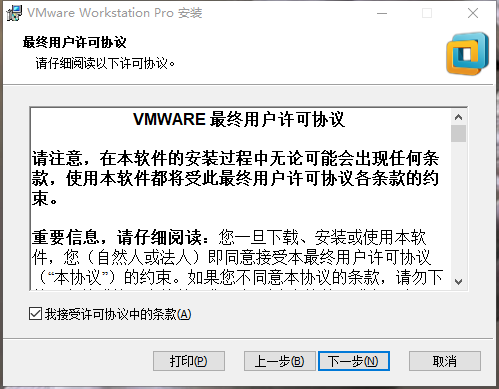 VMware Workstation Pro 安装
最终用户许可协议
请仔细阅读以下许可协议。
VMWARE 最终用户许可协议
请注意，在本软件的安装过程中无论可能会出现任何条
款，使用本软件都将受此最终用户许可协议各条款的约
束。
重要信息，请仔细阅读：您一旦下载、安装或使用本软
件，您（自然人或法人）即同意接受本最终用户许可协议
（“本协议”）的约束。如果您不同意本协议的条款，请勿下
我接受许可协议中的条款(A)
打印(P)
上一步(B)
下一步(N)
取消